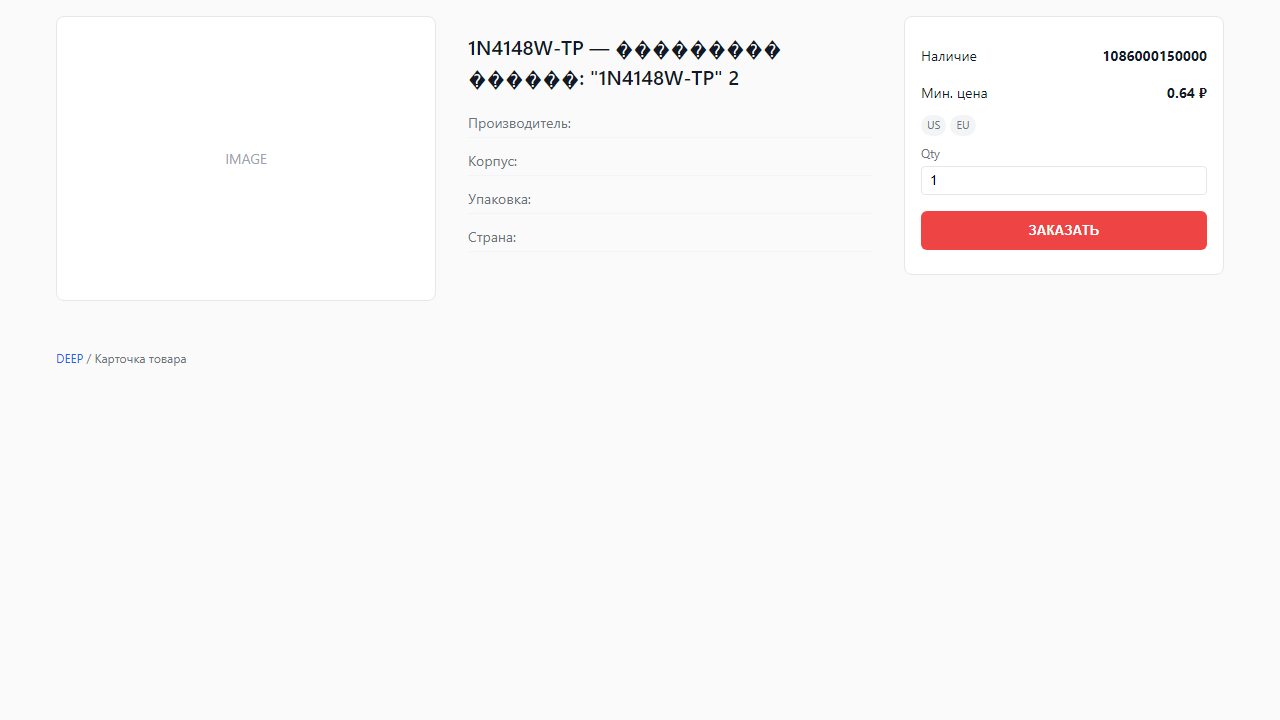 IMAGE
1N4148W-TP — ���������
������: "1N4148W-TP" 2
Производитель:
Корпус:
Упаковка:
Страна:
Наличие 1086000150000
Мин. цена 0.64 ₽
US EU
Qty
1
ЗАКАЗАТЬ
DEEP / Карточка товара